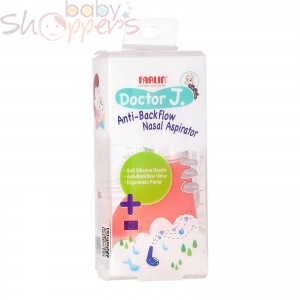 baby
Shoppers
FARLIN
Doctor J.
Anti-Backflow
Nasal Aspirator
• Soft Silicone Nozzle
• Anti-Backflow Valve
• Ergonomic Pump